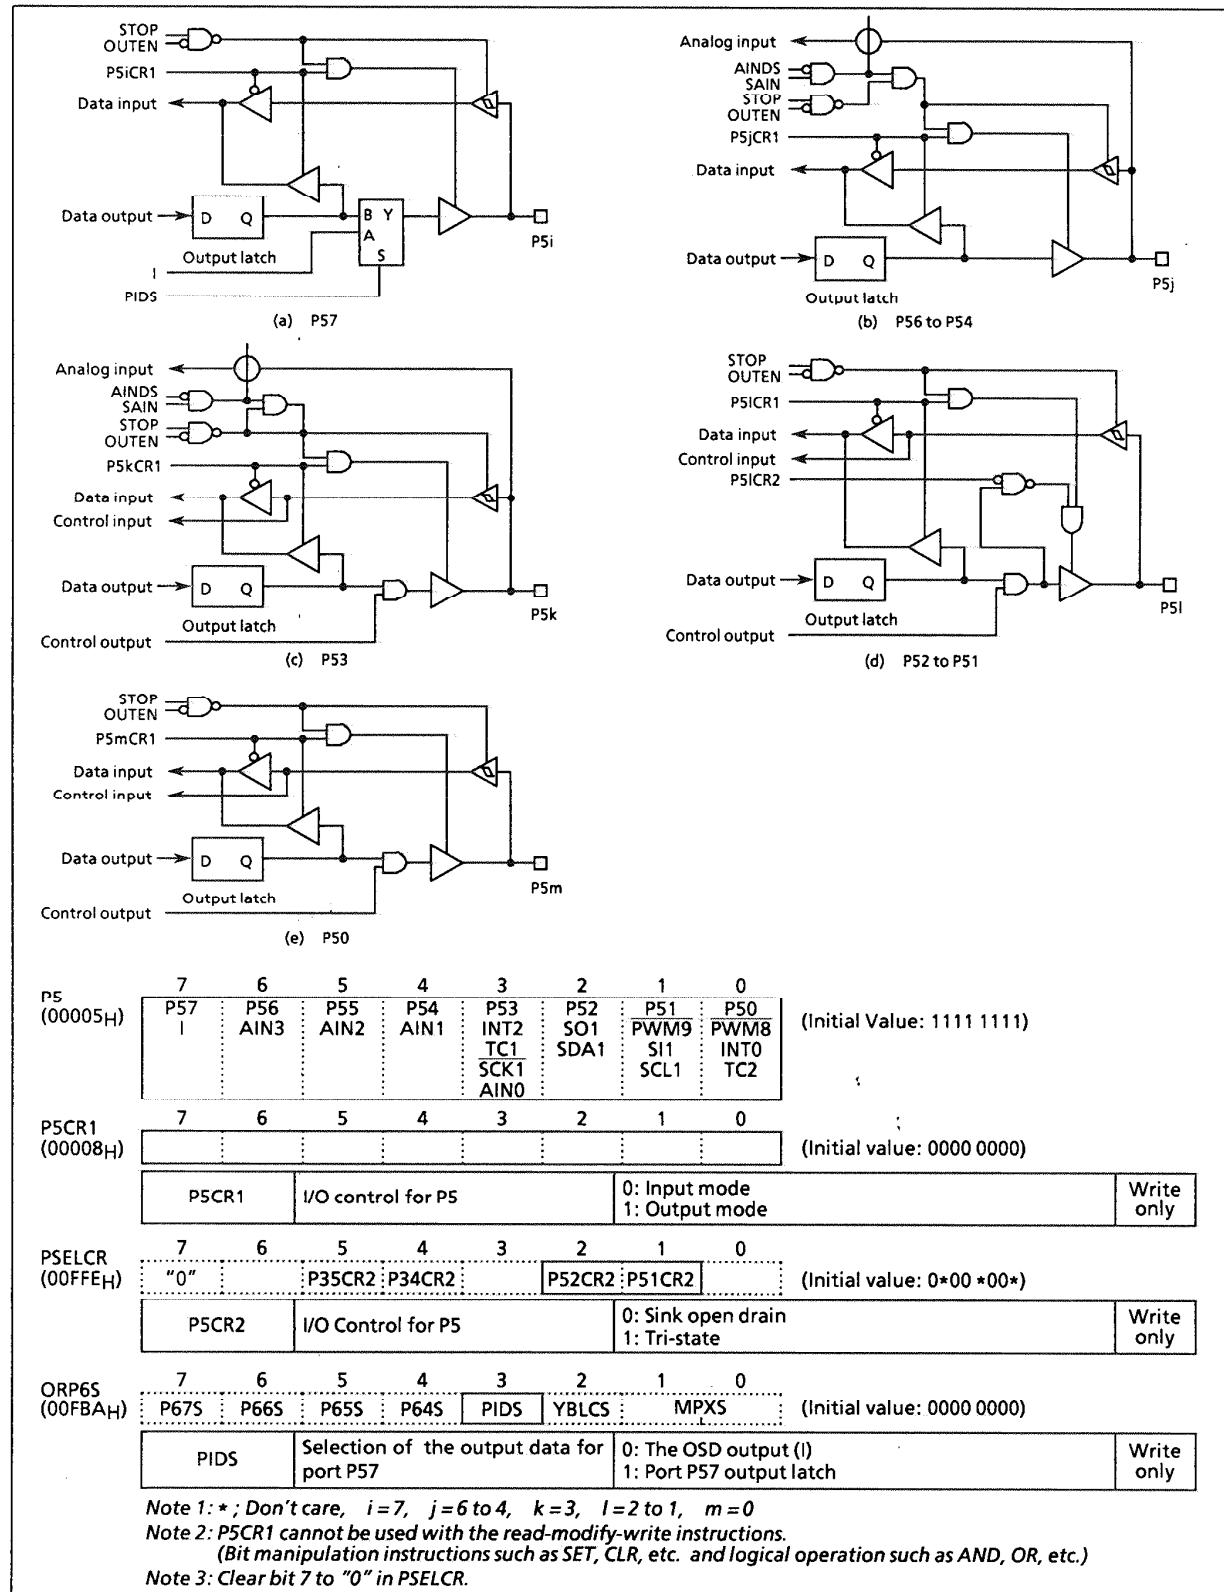 STOP
OUTEN
P5iCR1
Data input
Data output
D Q
Output latch
B Y
A
S
I
PIDS
P5i
(a) P57
Analog input
AINDS
SAIN
STOP
OUTEN
P5jCR1
Data input
Data output
D Q
Output latch
P5j
(b) P56 to P54
Analog input
AINDS
SAIN
STOP
OUTEN
P5kCR1
Data input
Control input
Data output
D Q
Output latch
Control output
P5k
(c) P53
STOP
OUTEN
P5lCR1
Data input
Control input
P5lCR2
Data output
D Q
Output latch
Control output
P5l
(d) P52 to P51
STOP
OUTEN
P5mCR1
Data input
Control input
Data output
D Q
Output latch
Control output
P5m
(e) P50
7 6 5 4 3 2 1 0
P5
(00005H)
P57 P56 P55 P54 P53 P52 P51 P50
I AIN3 AIN2 AIN1 INT2 SO1 PWM9 PWM8
TC1 SDA1 SI1 INT0
SCK1 SCL1 TC2
AIN0
(Initial Value: 1111 1111)
7 6 5 4 3 2 1 0
P5CR1
(00008H)
(Initial value: 0000 0000)
P5CR1 I/O control for P5 0: Input mode Write
1: Output mode only
7 6 5 4 3 2 1 0
PSELCR
(00FFEH)
"0" P35CR2 P34CR2 P52CR2 P51CR2 (Initial value: 0*00 *00*)
P5CR2 I/O Control for P5 0: Sink open drain Write
1: Tri-state only
7 6 5 4 3 2 1 0
ORP6S
(00FBAH)
P67S P66S P65S P64S PIDS YBLCS MPXS (Initial value: 0000 0000)
PIDS Selection of the output data for 0: The OSD output (I) Write
port P57 1: Port P57 output latch only
Note 1: * ; Don't care, i = 7, j = 6 to 4, k = 3, l = 2 to 1, m = 0
Note 2: P5CR1 cannot be used with the read-modify-write instructions.
(Bit manipulation instructions such as SET, CLR, etc. and logical operation such as AND, OR, etc.)
Note 3: Clear bit 7 to "0" in PSELCR.